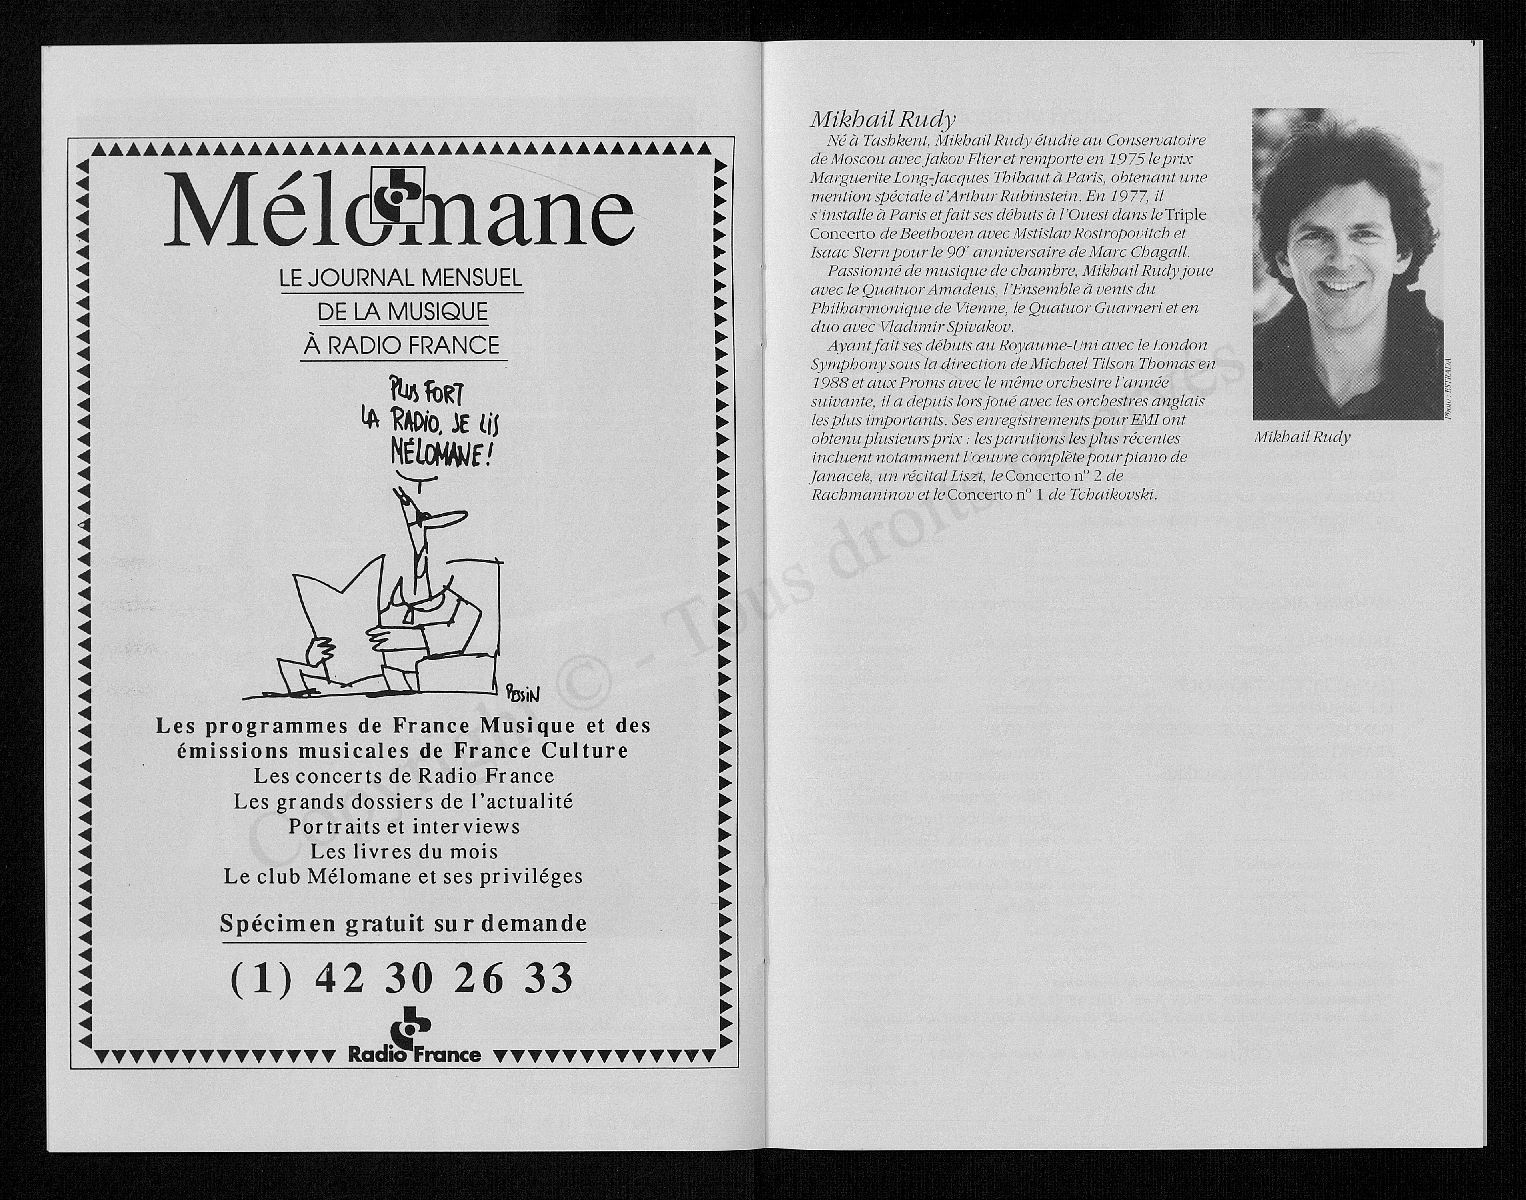 Mélomane
LE JOURNAL MENSUEL
DE LA MUSIQUE
À RADIO FRANCE
PLUS FORT
LA RADIO, JE LIS
MÉLOMANE!
PESSIN
Les programmes de France Musique et des
émissions musicales de France Culture
Les concerts de Radio France
Les grands dossiers de l'actualité
Portraits et interviews
Les livres du mois
Le club Mélomane et ses priviléges
Spécimen gratuit sur demande
(1) 42 30 26 33
Radio France
Mikhail Rudy
Né à Tashkent, Mikhail Rudy étudie au Conservatoire
de Moscou avec Jakov Flier et remporte en 1975 le prix
Marguerite Long-Jacques Thibaut à Paris, obtenant une
mention spéciale d'Arthur Rubinstein. En 1977, il
s'installe à Paris et fait ses débuts à l'Ouest dans le Triple
Concerto de Beethoven avec Mstislav Rostropovitch et
Isaac Stern pour le 90e anniversaire de Marc Chagall.
Passionné de musique de chambre, Mikhail Rudy joue
avec le Quatuor Amadeus, l'Ensemble à vents du
Philharmonique de Vienne, le Quatuor Guarneri et en
duo avec Vladimir Spivakov.
Ayant fait ses débuts au Royaume-Uni avec le London
Symphony sous la direction de Michael Tilson Thomas en
1988 et aux Proms avec le même orchestre l'année
suivante, il a depuis lors joué avec les orchestres anglais
les plus importants. Ses enregistrements pour EMI ont
obtenu plusieurs prix : les parutions les plus récentes
incluent notamment l'œuvre complète pour piano de
Janacek, un récital Liszt, le Concerto n° 2 de
Rachmaninov et le Concerto n° 1 de Tchaikovski.
Photo : ESTRADA
Mikhail Rudy
Copyright © - Tous droits